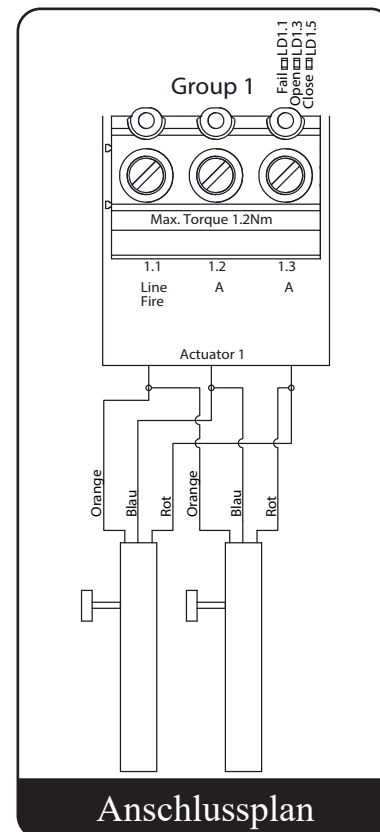 Fail LD1.1
Open LD1.3
Close LD1.5
Group 1
Max. Torque 1.2Nm
1.1 1.2 1.3
Line A A
Fire
Actuator 1
Orange Blau Rot Orange Blau Rot
Anschlussplan